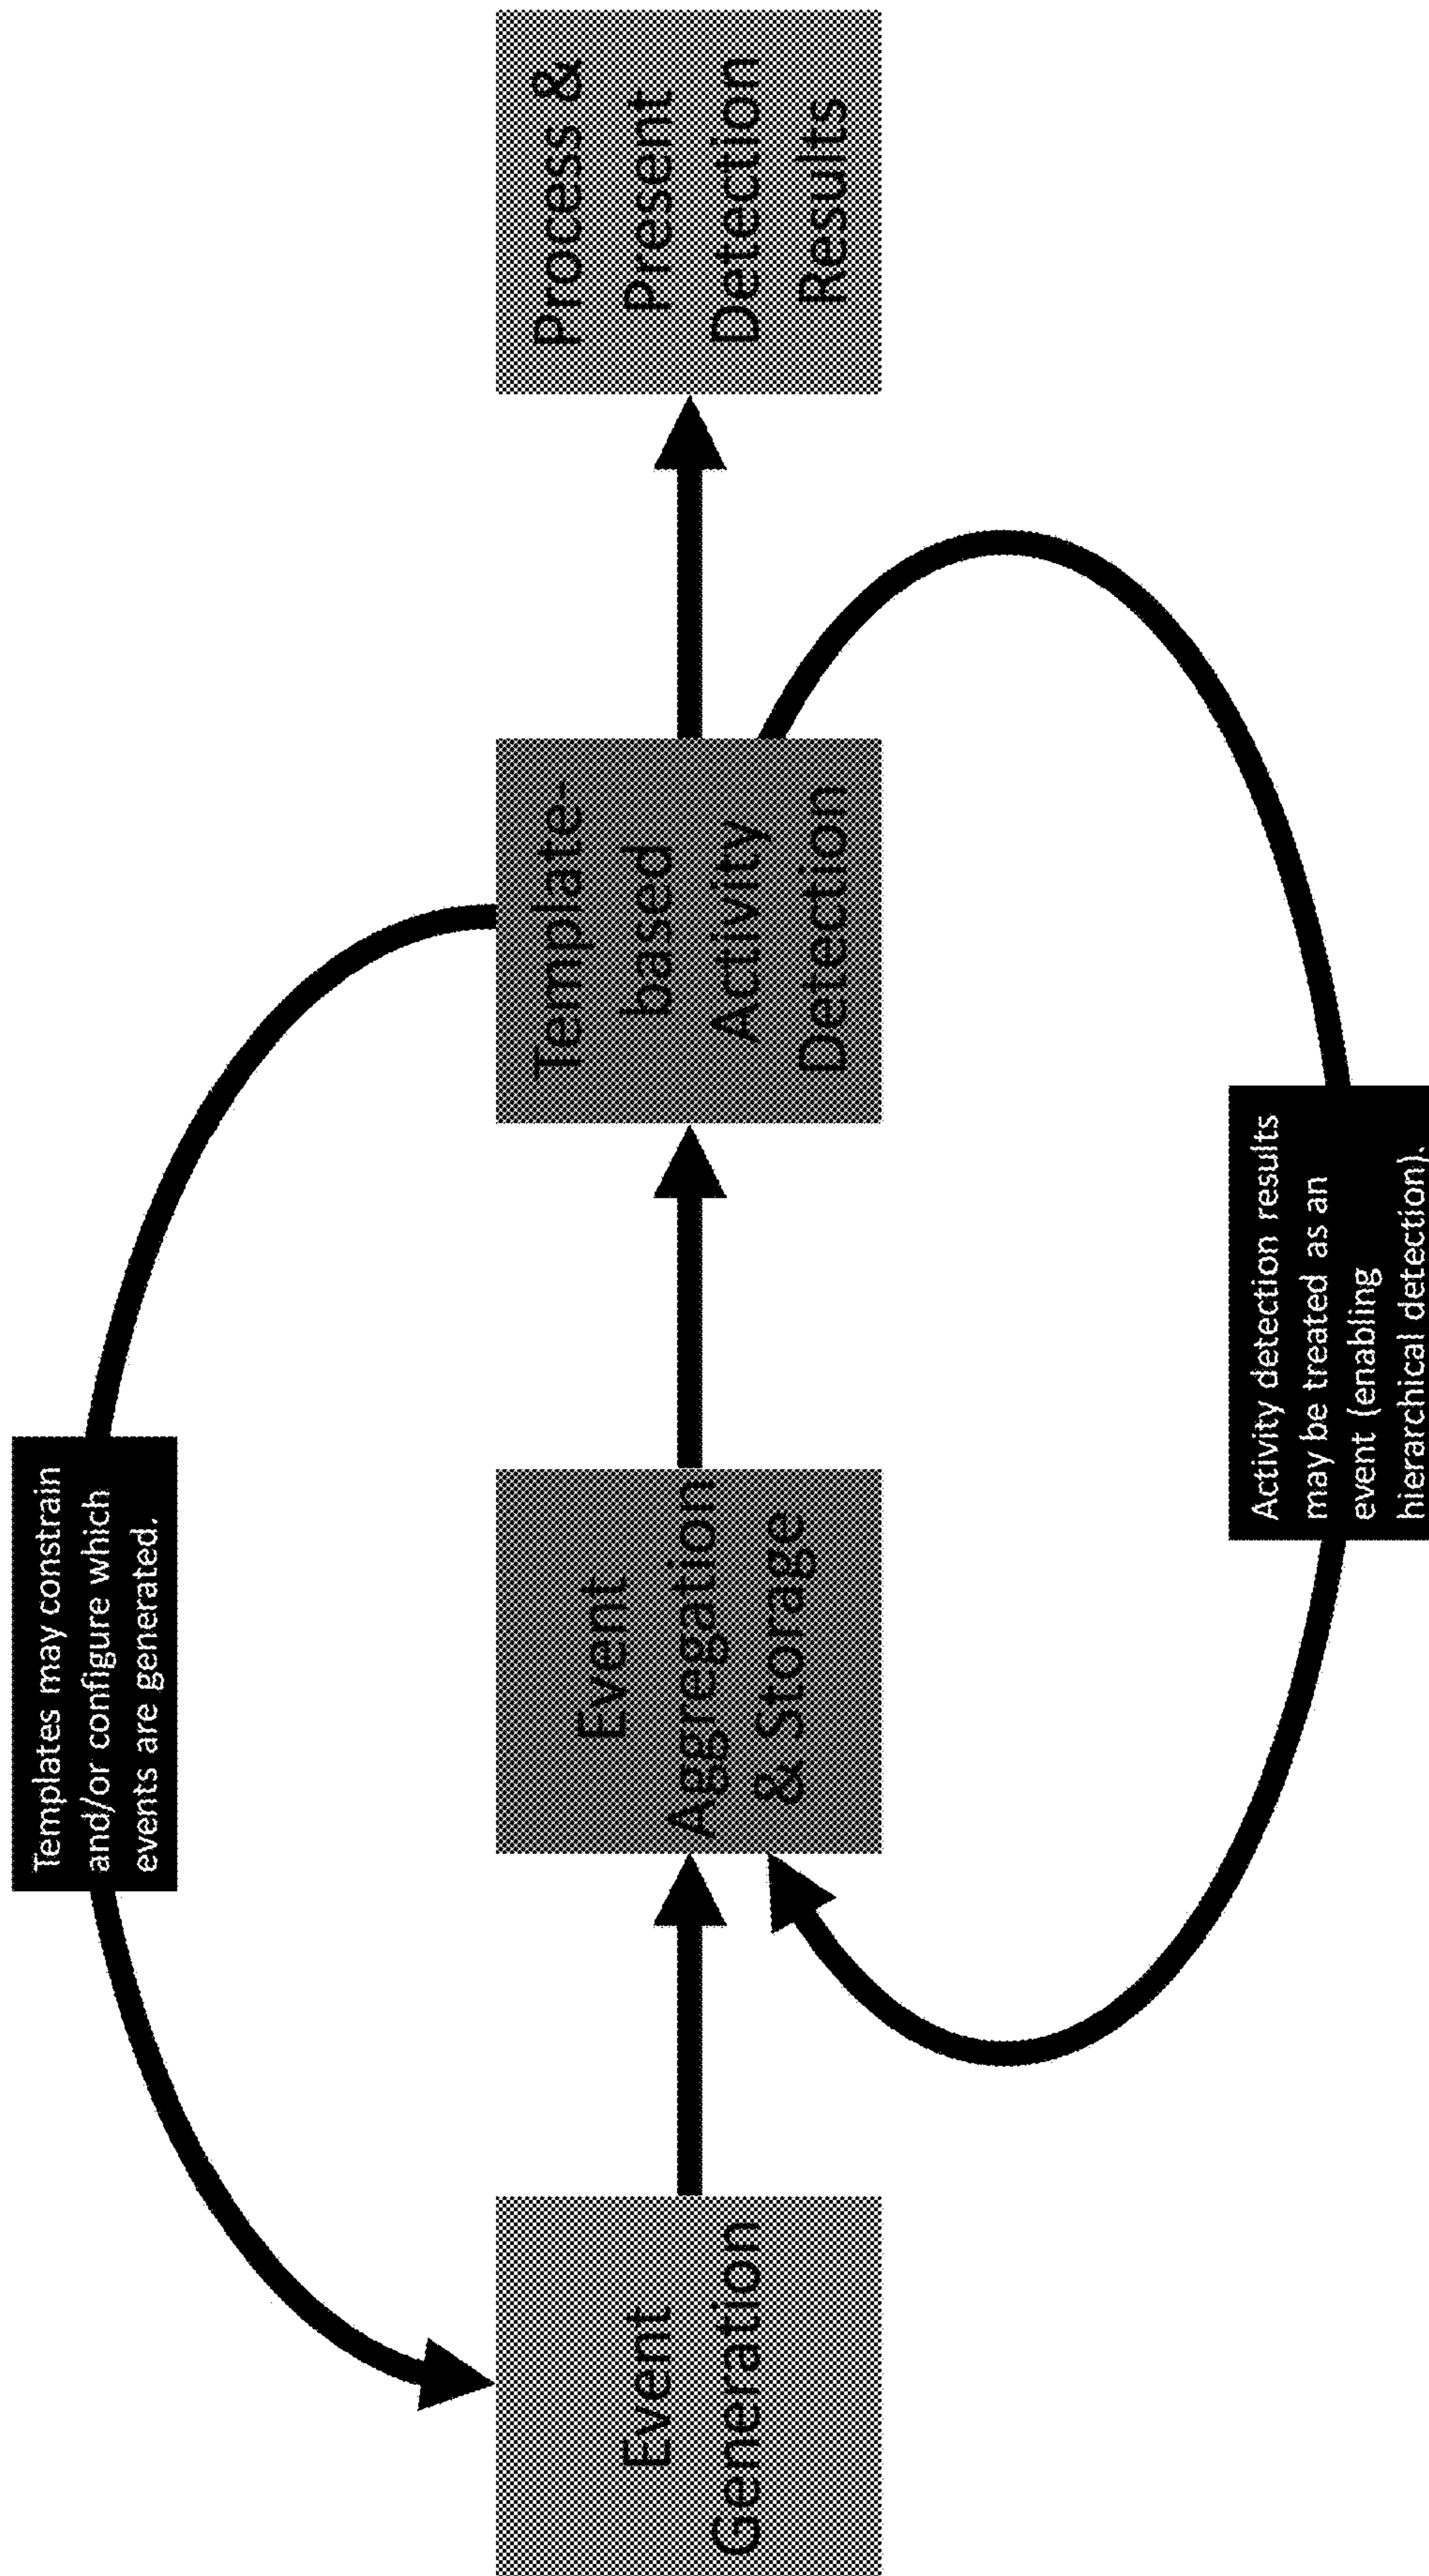 Templates may constrain
and/or configure which
events are generated.
Event
Generation
Event
Aggregation
& Storage
Template-
based
Activity
Detection
Process &
Present
Detection
Results
Activity detection results
may be treated as an
event (enabling
hierarchical detection).